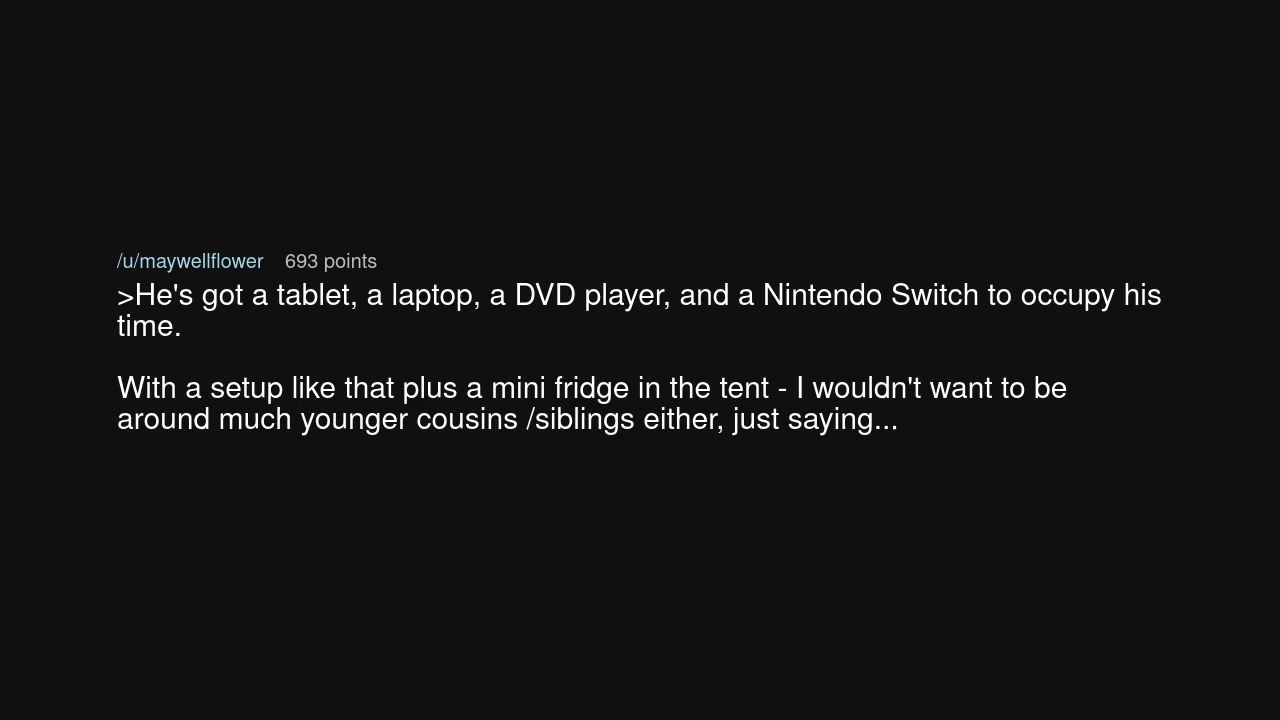 /u/maywellflower 693 points
>He's got a tablet, a laptop, a DVD player, and a Nintendo Switch to occupy his
time.
With a setup like that plus a mini fridge in the tent - I wouldn't want to be
around much younger cousins /siblings either, just saying...